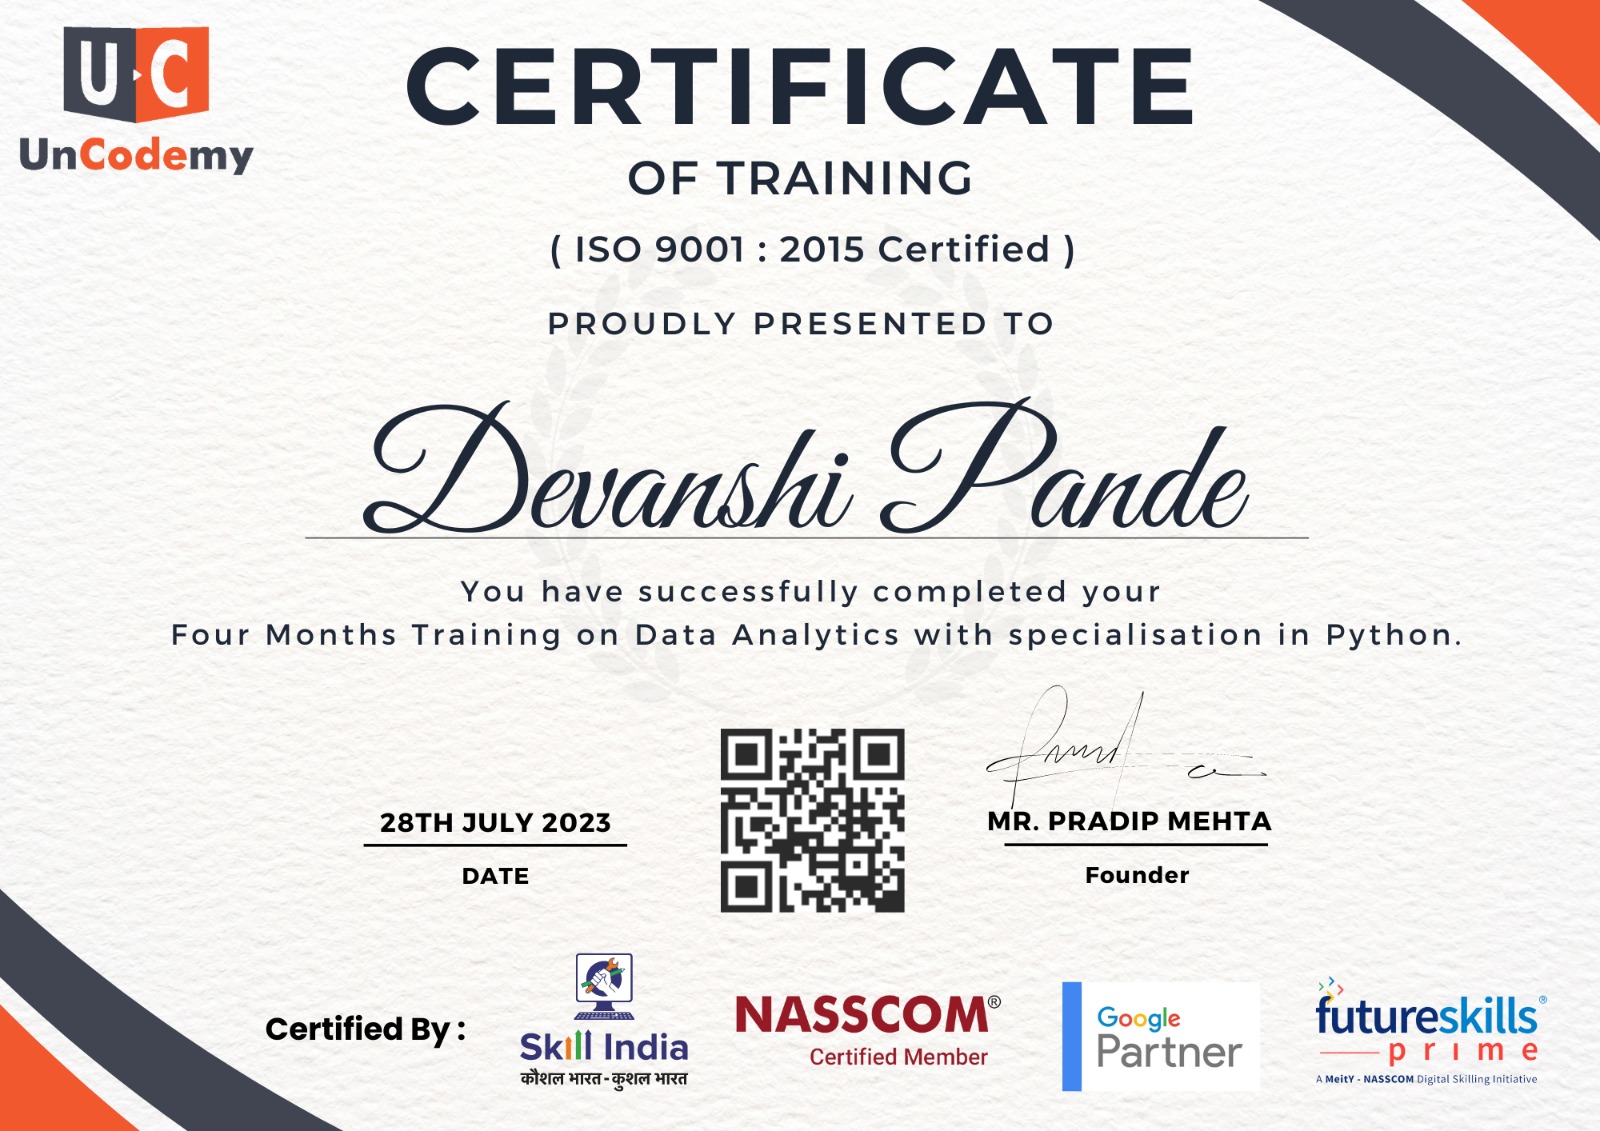 UC
UnCodemy
CERTIFICATE
OF TRAINING
( ISO 9001 : 2015 Certified )
PROUDLY PRESENTED TO
Devanshi Pande
You have successfully completed your
Four Months Training on Data Analytics with specialisation in Python.
28TH JULY 2023
DATE
MR. PRADIP MEHTA
Founder
Certified By :
Skill India
कौशल भारत - कुशल भारत
NASSCOM®
Certified Member
Google
Partner
futureskills®
prime
A MeitY - NASSCOM Digital Skilling Initiative